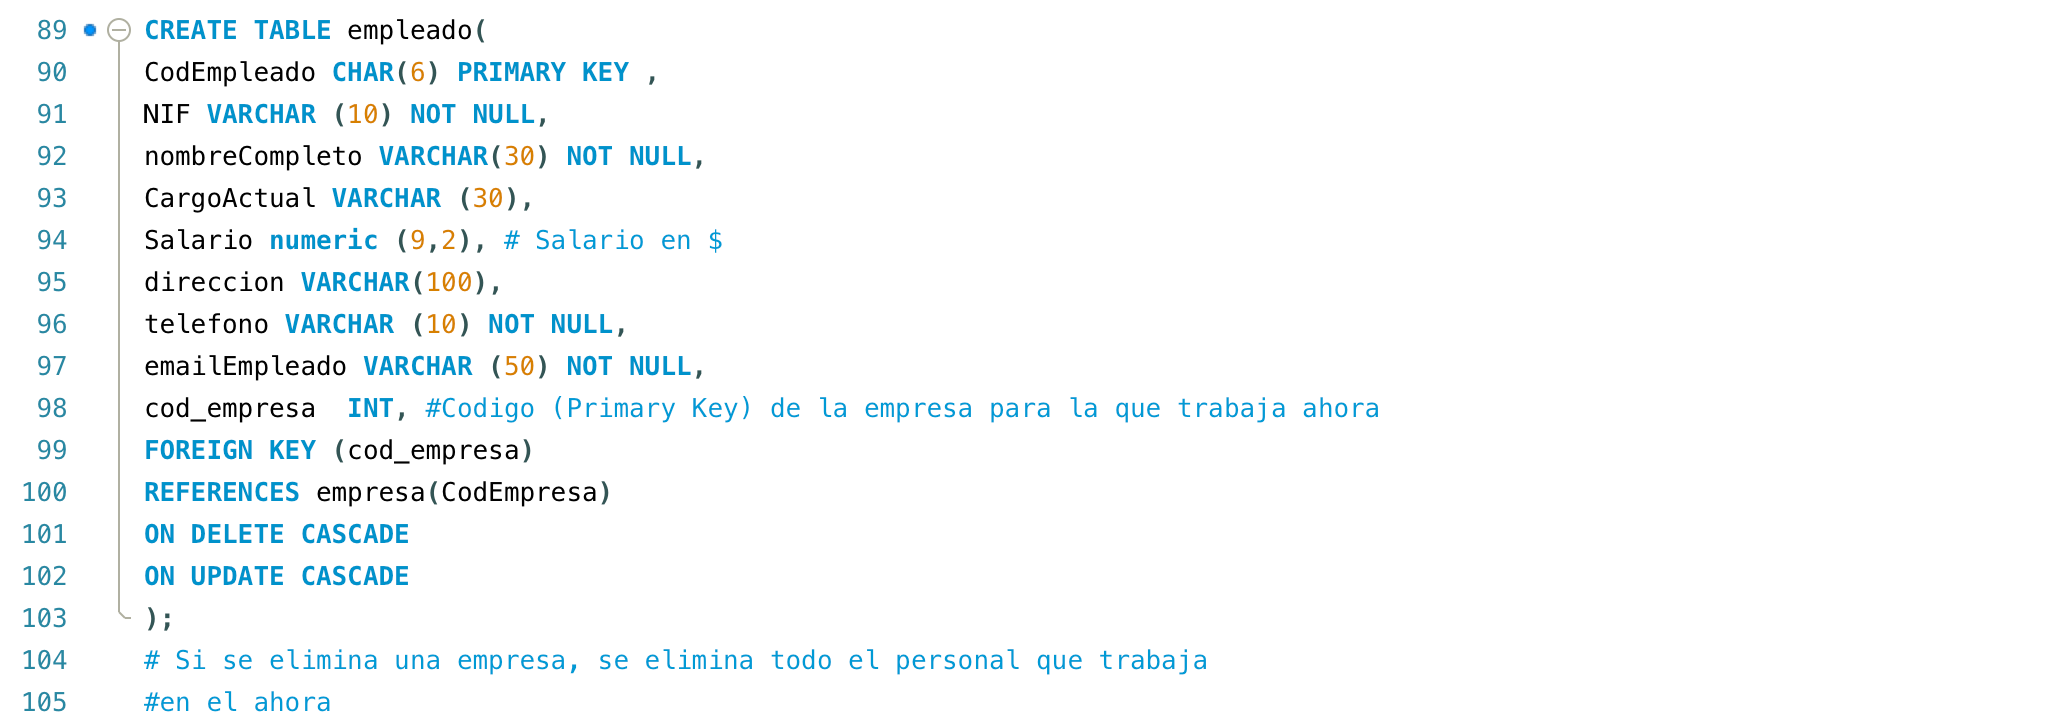 89 CREATE TABLE empleado(
90 CodEmpleado CHAR(6) PRIMARY KEY ,
91 NIF VARCHAR (10) NOT NULL,
92 nombreCompleto VARCHAR(30) NOT NULL,
93 CargoActual VARCHAR (30),
94 Salario numeric (9,2), # Salario en $
95 direccion VARCHAR(100),
96 telefono VARCHAR (10) NOT NULL,
97 emailEmpleado VARCHAR (50) NOT NULL,
98 cod_empresa  INT, #Codigo (Primary Key) de la empresa para la que trabaja ahora
99 FOREIGN KEY (cod_empresa)
100 REFERENCES empresa(CodEmpresa)
101 ON DELETE CASCADE
102 ON UPDATE CASCADE
103 );
104 # Si se elimina una empresa, se elimina todo el personal que trabaja
105 #en el ahora